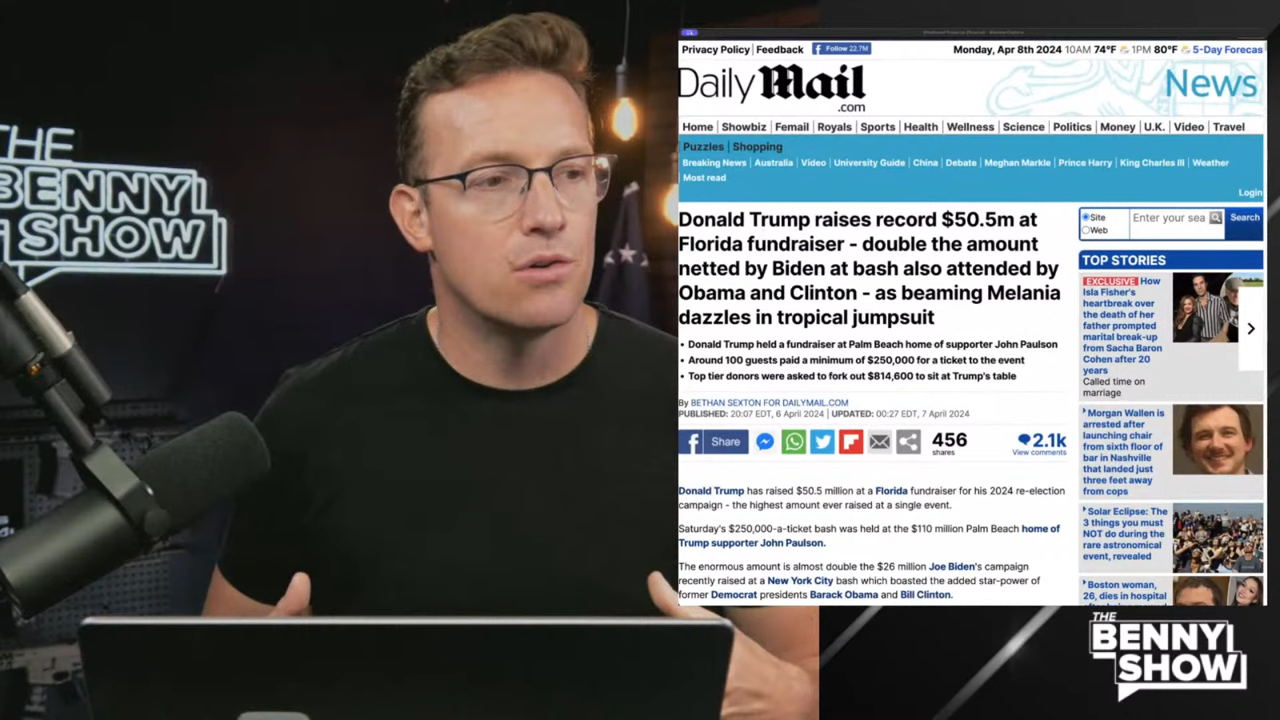 THE
BENNY
SHOW
Privacy Policy | Feedback
Follow 22.7M
Monday, Apr 8th 2024 10AM 74°F 1PM 80°F 5-Day Forecas
Daily Mail
.com
News
Home | Showbiz | Femail | Royals | Sports | Health | Wellness | Science | Politics | Money | U.K. | Video | Travel
Puzzles | Shopping
Breaking News | Australia | Video | University Guide | China | Debate | Meghan Markle | Prince Harry | King Charles III | Weather
Most read
Login
Donald Trump raises record $50.5m at
Florida fundraiser - double the amount
netted by Biden at bash also attended by
Obama and Clinton - as beaming Melania
dazzles in tropical jumpsuit
• Donald Trump held a fundraiser at Palm Beach home of supporter John Paulson
• Around 100 guests paid a minimum of $250,000 for a ticket to the event
• Top tier donors were asked to fork out $814,600 to sit at Trump's table
By BETHAN SEXTON FOR DAILYMAIL.COM
PUBLISHED: 20:07 EDT, 6 April 2024 | UPDATED: 00:27 EDT, 7 April 2024
Share
456
shares
2.1k
View comments
Donald Trump has raised $50.5 million at a Florida fundraiser for his 2024 re-election
campaign - the highest amount ever raised at a single event.
Saturday's $250,000-a-ticket bash was held at the $110 million Palm Beach home of
Trump supporter John Paulson.
The enormous amount is almost double the $26 million Joe Biden's campaign
recently raised at a New York City bash which boasted the added star-power of
former Democrat presidents Barack Obama and Bill Clinton.
Site
Web
Enter your sea
Search
TOP STORIES
EXCLUSIVE How
Isla Fisher's
heartbreak over
the death of her
father prompted
marital break-up
from Sacha Baron
Cohen after 20
years
Called time on
marriage
Morgan Wallen is
arrested after
launching chair
from sixth floor of
bar in Nashville
that landed just
three feet away
from cops
Solar Eclipse: The
3 things you must
NOT do during the
rare astronomical
event, revealed
Boston woman,
26, dies in hospital
THE
BENNY
SHOW